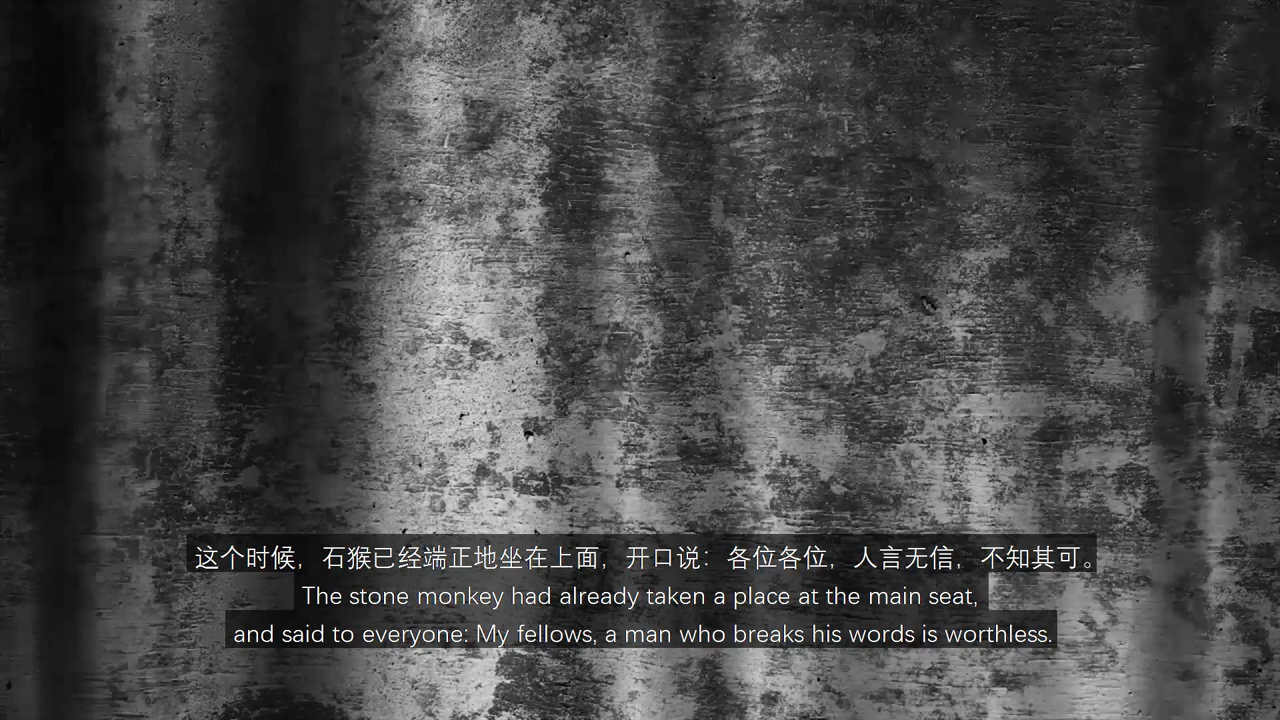 这个时候，石猴已经端正地坐在上面，开口说：各位各位，人言无信，不知其可。
The stone monkey had already taken a place at the main seat,
and said to everyone: My fellows, a man who breaks his words is worthless.